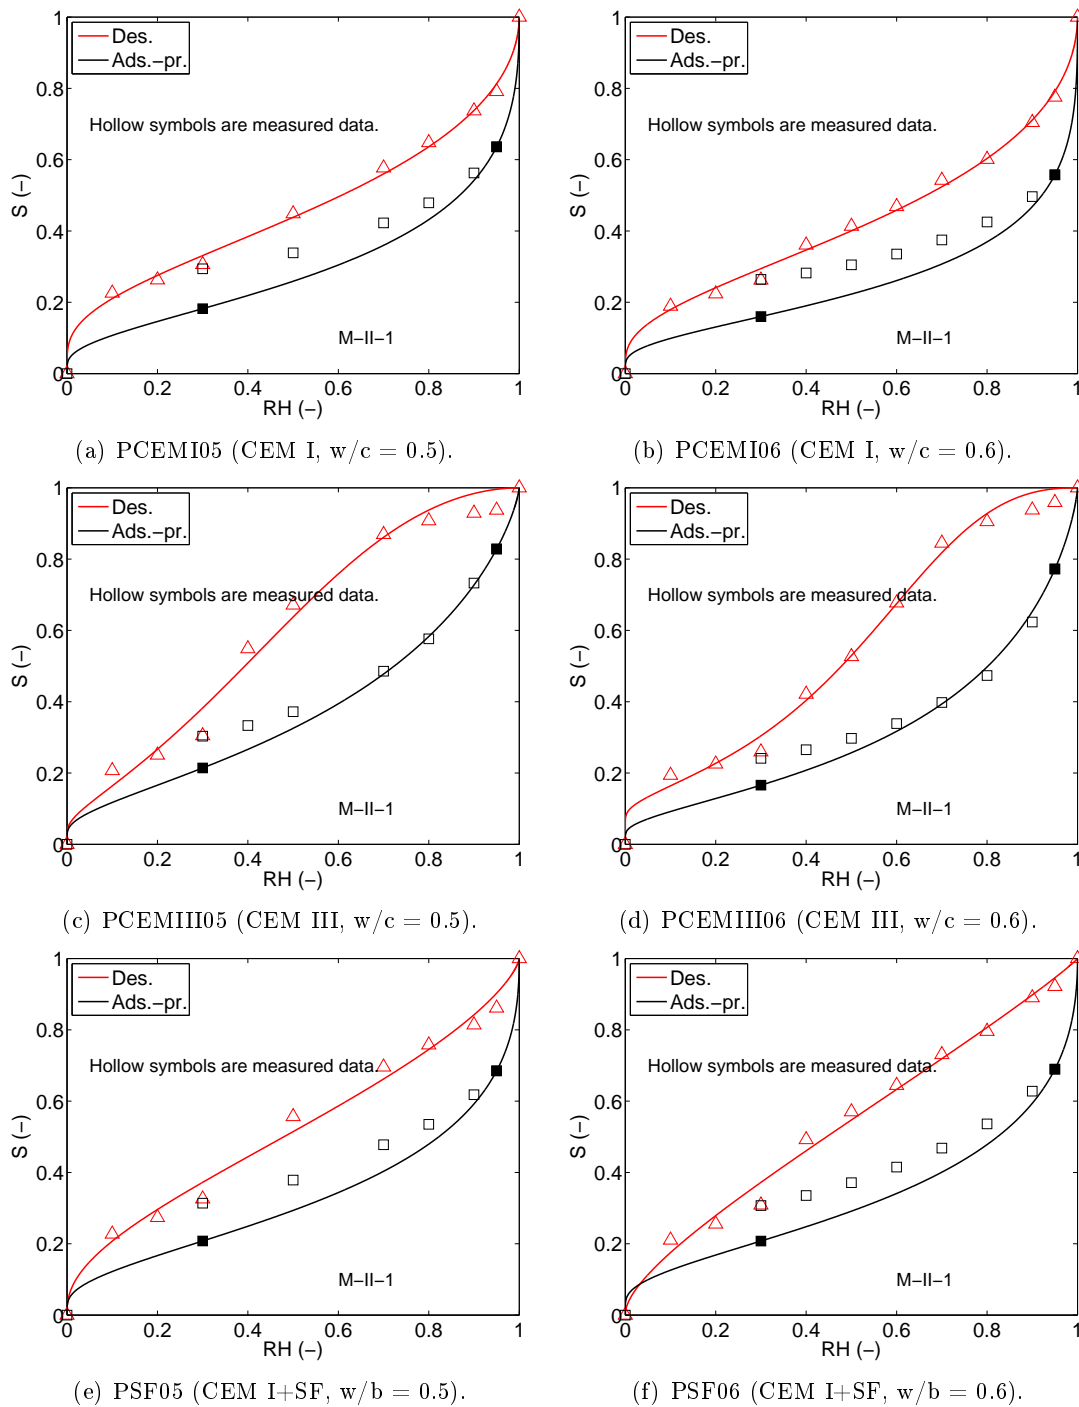 1
0.8
0.6
0.4
0.2
0
S (-)
Des.
Ads.-pr.
Hollow symbols are measured data.
M-II-1
0 0.2 0.4 0.6 0.8 1
RH (-)
(a) PCEMI05 (CEM I, w/c = 0.5).
1
0.8
0.6
0.4
0.2
0
S (-)
Des.
Ads.-pr.
Hollow symbols are measured data.
M-II-1
0 0.2 0.4 0.6 0.8 1
RH (-)
(b) PCEMI06 (CEM I, w/c = 0.6).
1
0.8
0.6
0.4
0.2
0
S (-)
Des.
Ads.-pr.
Hollow symbols are measured data.
M-II-1
0 0.2 0.4 0.6 0.8 1
RH (-)
(c) PCEMIII05 (CEM III, w/c = 0.5).
1
0.8
0.6
0.4
0.2
0
S (-)
Des.
Ads.-pr.
Hollow symbols are measured data.
M-II-1
0 0.2 0.4 0.6 0.8 1
RH (-)
(d) PCEMIII06 (CEM III, w/c = 0.6).
1
0.8
0.6
0.4
0.2
0
S (-)
Des.
Ads.-pr.
Hollow symbols are measured data.
M-II-1
0 0.2 0.4 0.6 0.8 1
RH (-)
(e) PSF05 (CEM I+SF, w/b = 0.5).
1
0.8
0.6
0.4
0.2
0
S (-)
Des.
Ads.-pr.
Hollow symbols are measured data.
M-II-1
0 0.2 0.4 0.6 0.8 1
RH (-)
(f) PSF06 (CEM I+SF, w/b = 0.6).